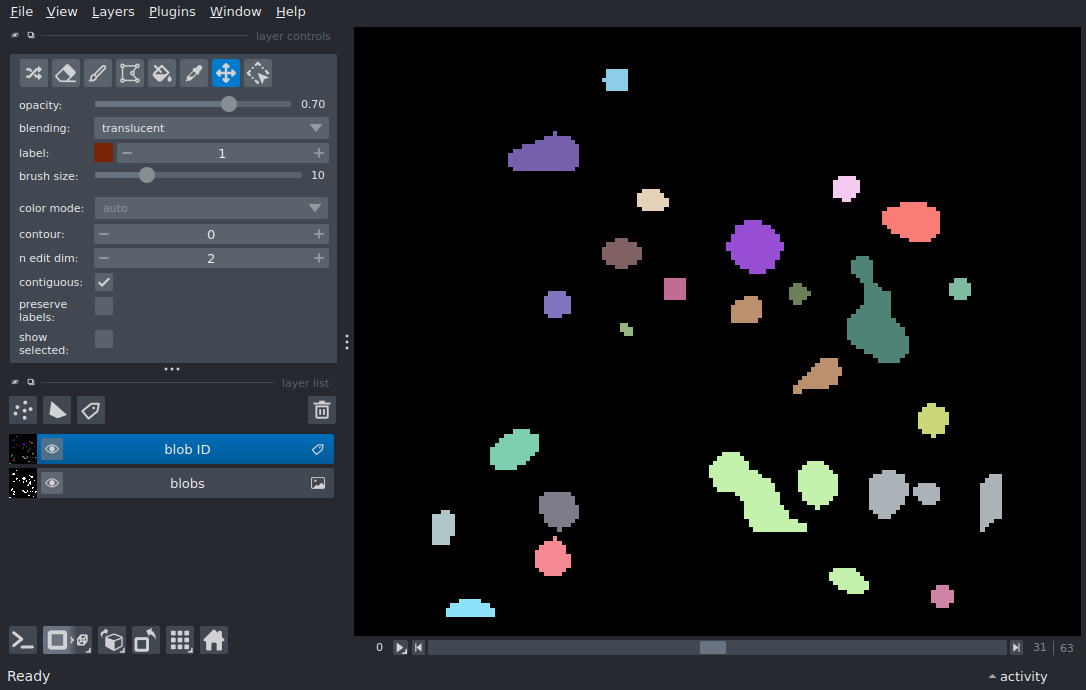 File View Layers Plugins Window Help
layer controls
opacity: 0.70
blending: translucent
label: 1
brush size: 10
color mode: auto
contour: 0
n edit dim: 2
contiguous:
preserve
labels:
show
selected:
layer list
blob ID
blobs
0 31 | 63
Ready activity